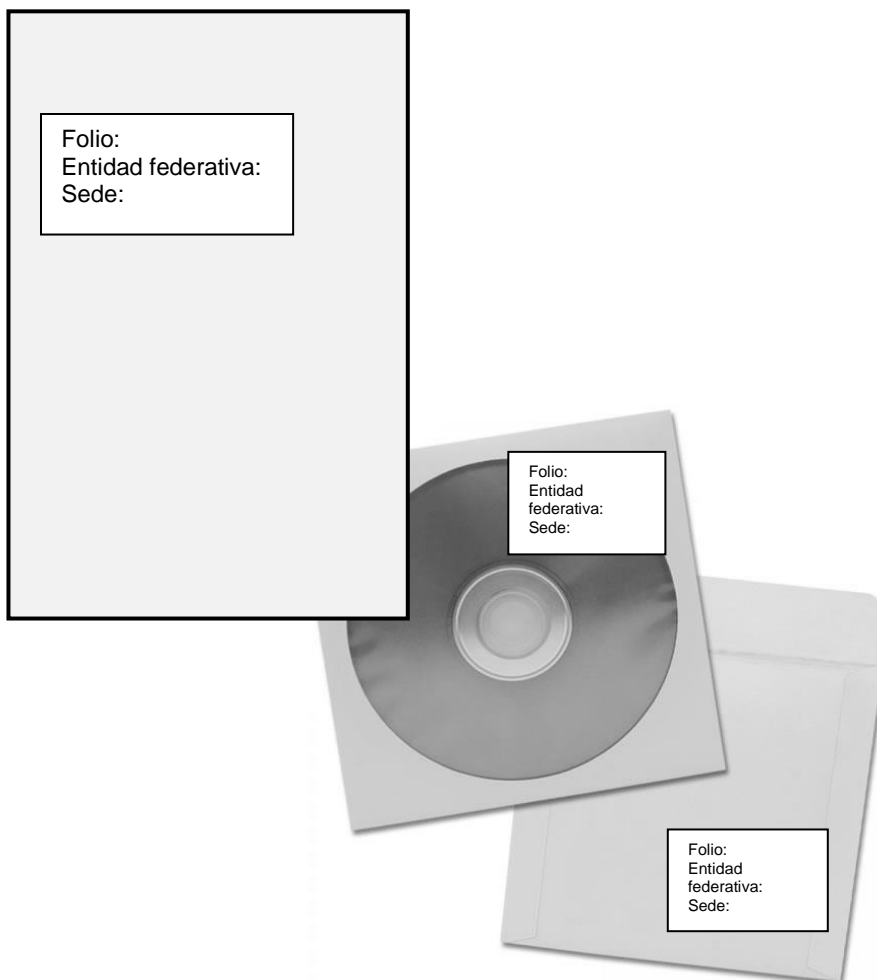 Folio:
Entidad federativa:
Sede:
Folio:
Entidad
federativa:
Sede:
Folio:
Entidad
federativa:
Sede: